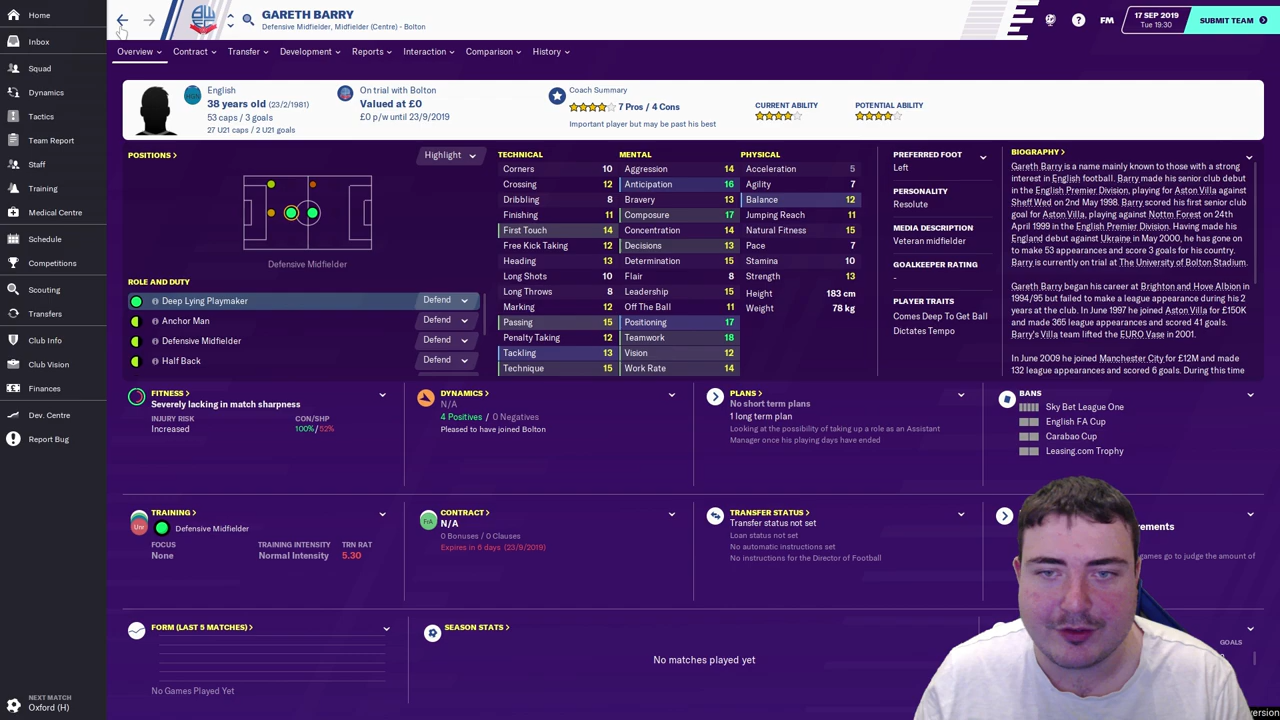 Home
Inbox
Squad
Dynamics
Tactics
Team Report
Staff
Training
Medical Centre
Schedule
Competitions
Scouting
Transfers
Club Info
Club Vision
Finances
Dev. Centre
Report Bug
NEXT MATCH
Oxford (H)
GARETH BARRY
Defensive Midfielder, Midfielder (Centre) - Bolton
FM
17 SEP 2019
Tue 19:30
SUBMIT TEAM
Overview Contract Transfer Development Reports Interaction Comparison History
English
38 years old (23/2/1981)
53 caps / 3 goals
27 U21 caps / 2 U21 goals
On trial with Bolton
Valued at £0
£0 p/w until 23/9/2019
Coach Summary
7 Pros / 4 Cons
Important player but may be past his best
CURRENT ABILITY
POTENTIAL ABILITY
POSITIONS
Highlight
Defensive Midfielder
ROLE AND DUTY
Deep Lying Playmaker Defend
Anchor Man Defend
Defensive Midfielder Defend
Half Back Defend
TECHNICAL
Corners 10
Crossing 12
Dribbling 8
Finishing 11
First Touch 14
Free Kick Taking 12
Heading 13
Long Shots 10
Long Throws 8
Marking 12
Passing 15
Penalty Taking 12
Tackling 13
Technique 15
MENTAL
Aggression 14
Anticipation 16
Bravery 13
Composure 17
Concentration 14
Decisions 13
Determination 15
Flair 8
Leadership 15
Off The Ball 11
Positioning 17
Teamwork 18
Vision 12
Work Rate 14
PHYSICAL
Acceleration 5
Agility 7
Balance 12
Jumping Reach 11
Natural Fitness 15
Pace 7
Stamina 10
Strength 13
Height 183 cm
Weight 78 kg
PREFERRED FOOT
Left
PERSONALITY
Resolute
MEDIA DESCRIPTION
Veteran midfielder
GOALKEEPER RATING
-
PLAYER TRAITS
Comes Deep To Get Ball
Dictates Tempo
BIOGRAPHY
Gareth Barry is a name mainly known to those with a strong
interest in English football. Barry made his senior club debut
in the English Premier Division, playing for Aston Villa against
Sheff Wed on 2nd May 1998. Barry scored his first senior club
goal for Aston Villa, playing against Nottm Forest on 24th
April 1999 in the English Premier Division. Having made his
England debut against Ukraine in May 2000, he has gone on
to make 53 appearances and score 3 goals for his country.
Barry is currently on trial at The University of Bolton Stadium.
Gareth Barry began his career at Brighton and Hove Albion in
1994/95 but failed to make a league appearance during his 2
years at the club. In June 1997 he joined Aston Villa for £150K
and made 365 league appearances and scored 41 goals.
Barry's Villa team lifted the EURO Vase in 2001.
In June 2009 he joined Manchester City for £12M and made
132 league appearances and scored 6 goals. During this time
FITNESS
Severely lacking in match sharpness
INJURY RISK CON/SHP
Increased 100%/52%
DYNAMICS
N/A
4 Positives / 0 Negatives
Pleased to have joined Bolton
PLANS
No short term plans
1 long term plan
Looking at the possibility of taking up a role as an Assistant
Manager once his playing days have ended
BANS
Sky Bet League One
English FA Cup
Carabao Cup
Leasing.com Trophy
TRAINING
Unr
Defensive Midfielder
FOCUS TRAINING INTENSITY TRN RAT
None Normal Intensity 5.30
CONTRACT
FrA
N/A
0 Bonuses / 0 Clauses
Expires in 6 days (23/9/2019)
TRANSFER STATUS
Transfer status not set
Loan status not set
No automatic instructions set
No instructions for the Director of Football
games go to judge the amount of
FORM (LAST 5 MATCHES)
No Games Played Yet
SEASON STATS
No matches played yet
GOALS